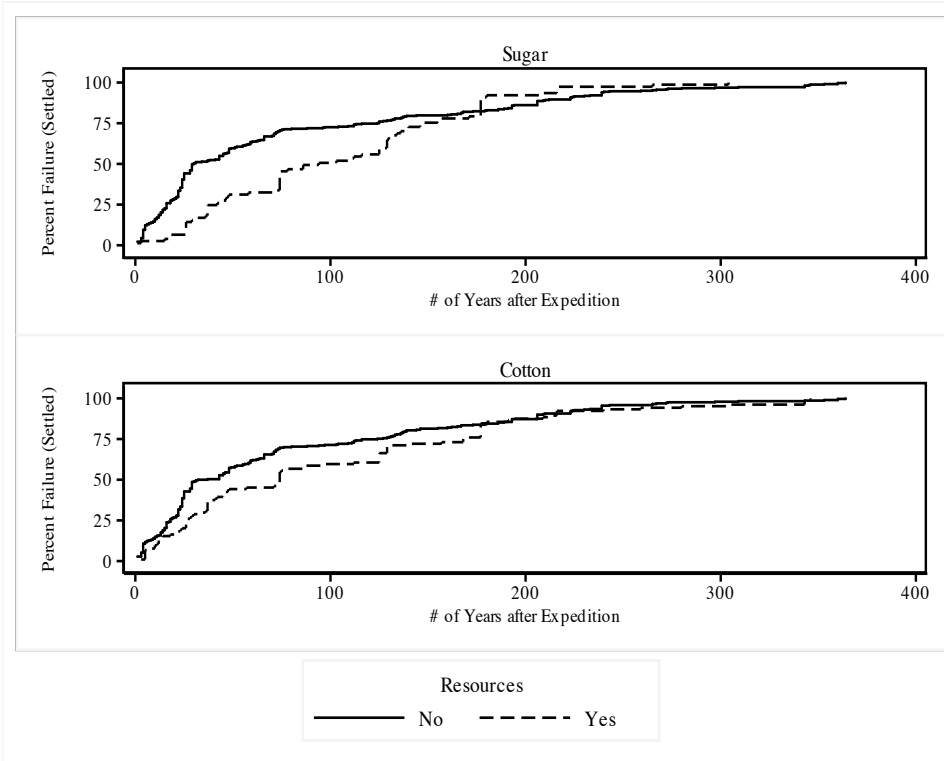 Sugar
Percent Failure (Settled)
100
75
50
25
0
0 100 200 300 400
# of Years after Expedition
Cotton
Percent Failure (Settled)
100
75
50
25
0
0 100 200 300 400
# of Years after Expedition
Resources
No Yes